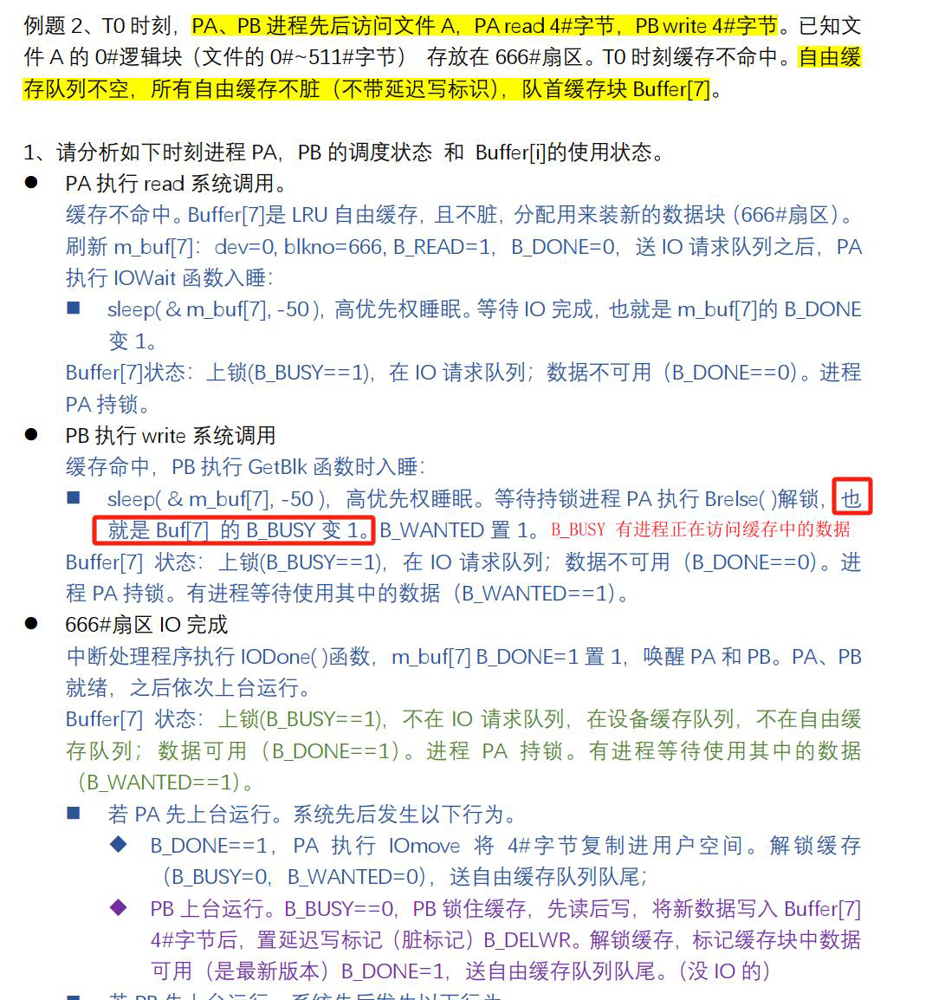 例题 2、T0 时刻，PA、PB 进程先后访问文件 A，PA read 4#字节，PB write 4#字节。已知文
件 A 的 0#逻辑块（文件的 0#~511#字节） 存放在 666#扇区。T0 时刻缓存不命中。自由缓
存队列不空，所有自由缓存不脏（不带延迟写标识），队首缓存块 Buffer[7]。
1、请分析如下时刻进程 PA，PB 的调度状态 和 Buffer[i]的使用状态。
● PA 执行 read 系统调用。
缓存不命中。Buffer[7]是 LRU 自由缓存，且不脏，分配用来装新的数据块（666#扇区）。
刷新 m_buf[7]：dev=0, blkno=666, B_READ=1，B_DONE=0，送 IO 请求队列之后，PA
执行 IOWait 函数入睡：
■ sleep( & m_buf[7], -50 )，高优先权睡眠。等待 IO 完成，也就是 m_buf[7]的 B_DONE
变 1。
Buffer[7]状态：上锁(B_BUSY==1)，在 IO 请求队列；数据不可用（B_DONE==0）。进程
PA 持锁。
● PB 执行 write 系统调用
缓存命中，PB 执行 GetBlk 函数时入睡：
■ sleep( & m_buf[7], -50 )，高优先权睡眠。等待持锁进程 PA 执行 Brelse( )解锁，也
就是 Buf[7] 的 B_BUSY 变 1。B_WANTED 置 1。 B_BUSY 有进程正在访问缓存中的数据
Buffer[7] 状态：上锁(B_BUSY==1)，在 IO 请求队列；数据不可用（B_DONE==0）。进
程 PA 持锁。有进程等待使用其中的数据（B_WANTED==1）。
● 666#扇区 IO 完成
中断处理程序执行 IODone( )函数，m_buf[7] B_DONE=1 置 1，唤醒 PA 和 PB。PA、PB
就绪，之后依次上台运行。
Buffer[7] 状态：上锁(B_BUSY==1)，不在 IO 请求队列，在设备缓存队列，不在自由缓
存队列；数据可用（B_DONE==1）。进程 PA 持锁。有进程等待使用其中的数据
（B_WANTED==1）。
■ 若 PA 先上台运行。系统先后发生以下行为。
◆ B_DONE==1，PA 执行 IOmove 将 4#字节复制进用户空间。解锁缓存
（B_BUSY=0，B_WANTED=0），送自由缓存队列队尾；
◆ PB 上台运行。B_BUSY==0，PB 锁住缓存，先读后写，将新数据写入 Buffer[7]
4#字节后，置延迟写标记（脏标记）B_DELWR。解锁缓存，标记缓存块中数据
可用（是最新版本）B_DONE=1，送自由缓存队列队尾。（没 IO 的）